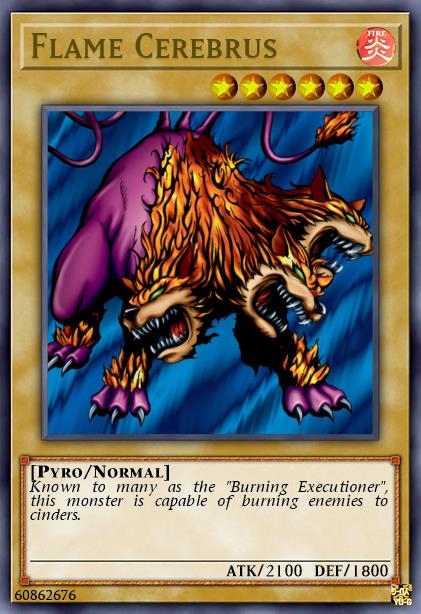 FLAME CEREBRUS
FIRE
炎
[PYRO/NORMAL]
Known to many as the "Burning Executioner",
this monster is capable of burning enemies to
cinders.
ATK/2100 DEF/1800
60862676